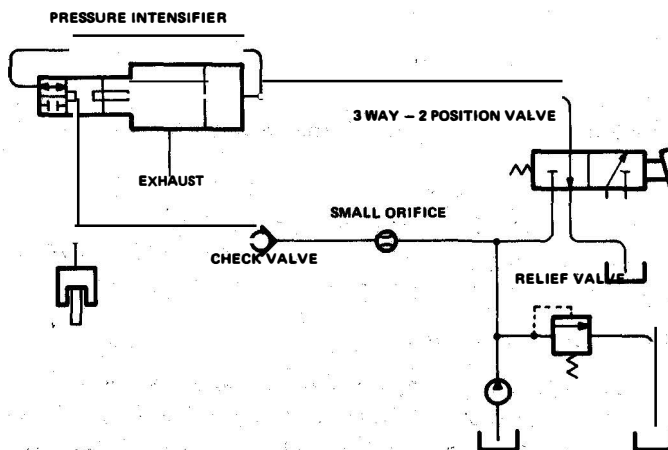 PRESSURE INTENSIFIER
3 WAY – 2 POSITION VALVE
EXHAUST
SMALL ORIFICE
CHECK VALVE
RELIEF VALVE